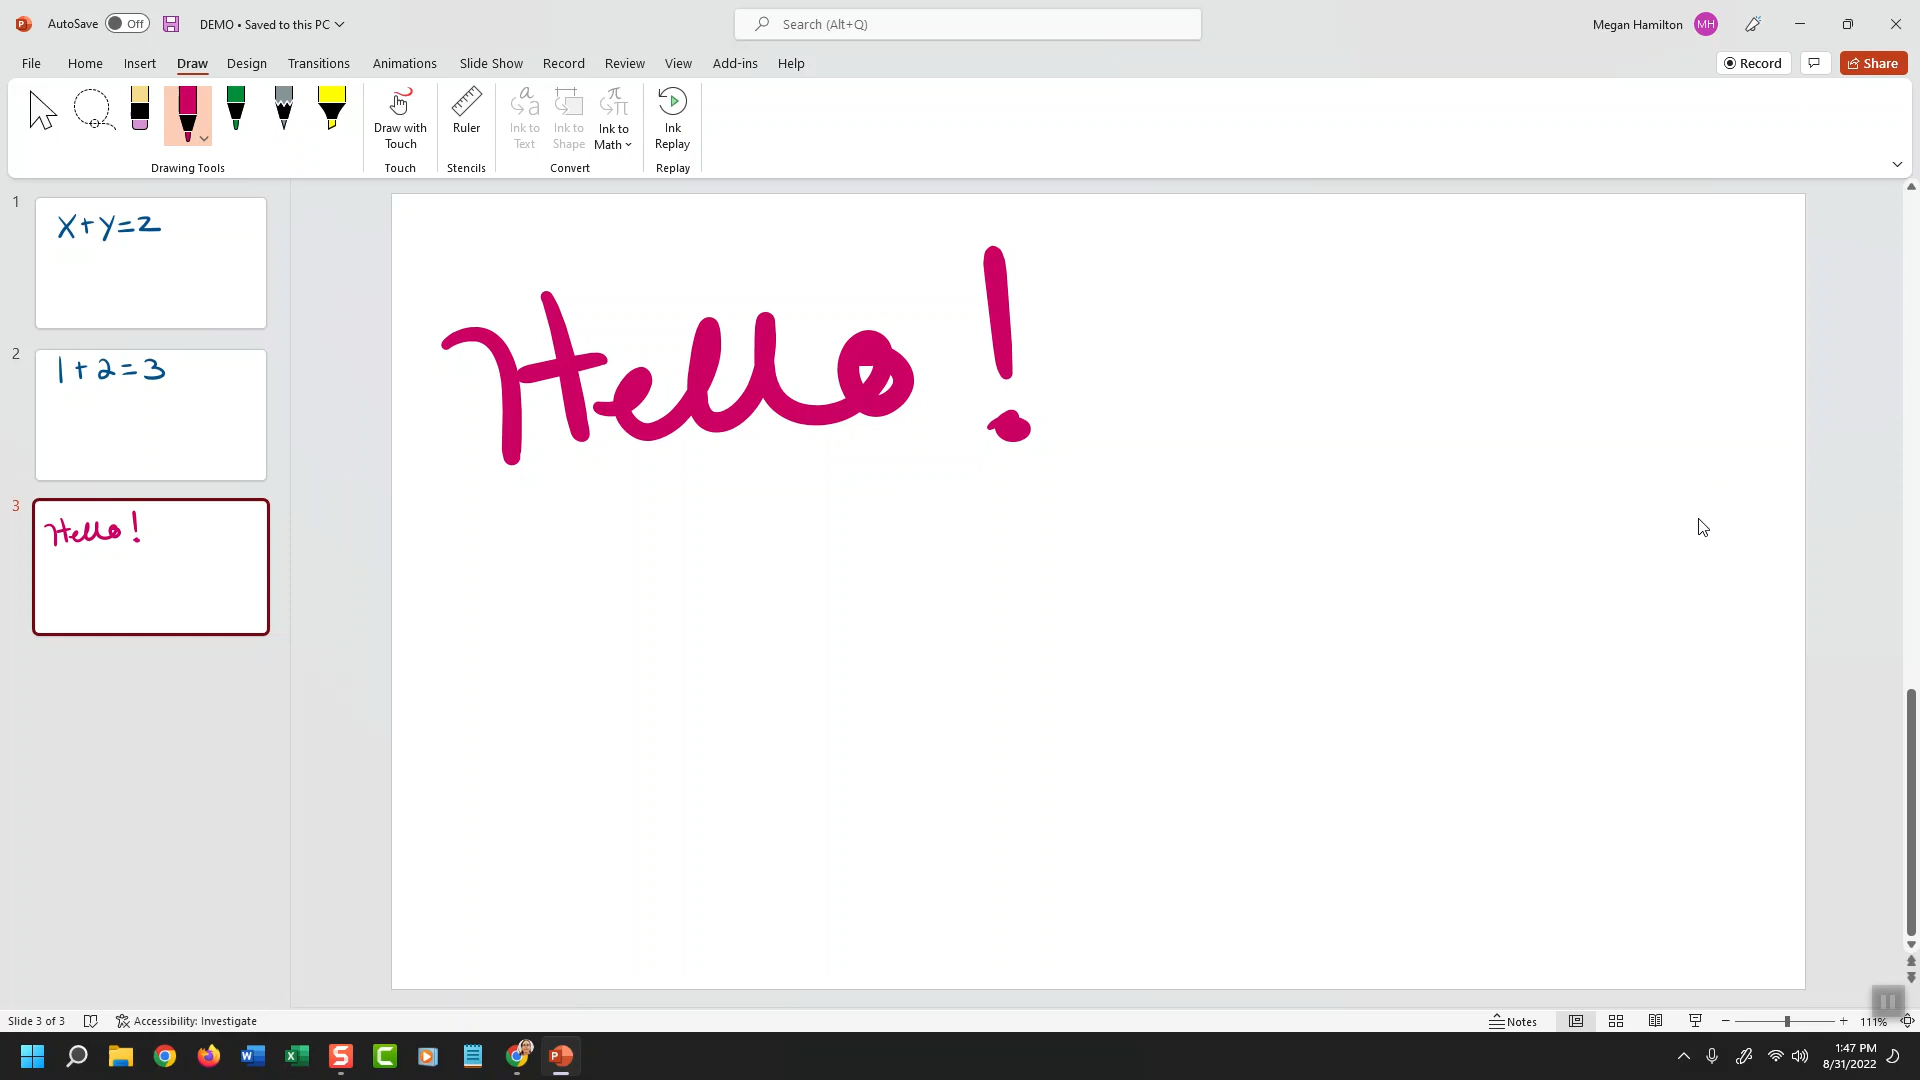 AutoSave Off DEMO • Saved to this PC Search (Alt+Q) Megan Hamilton MH
File Home Insert Draw Design Transitions Animations Slide Show Record Review View Add-ins Help Record Share
Draw with Touch
Ruler
Ink to Text
Ink to Shape
Ink to Math
Ink Replay
Drawing Tools Touch Stencils Convert Replay
1
x+y=2
2
1+2=3
3
Hello!
Hello!
Slide 3 of 3 Accessibility: Investigate Notes 111%
1:47 PM
8/31/2022